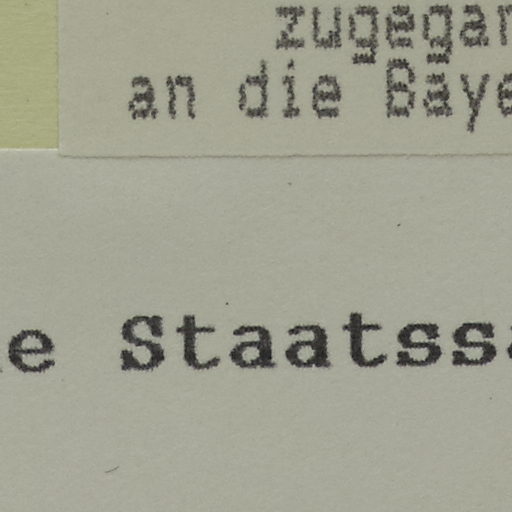 zugegan
an die Baye
e Staatss